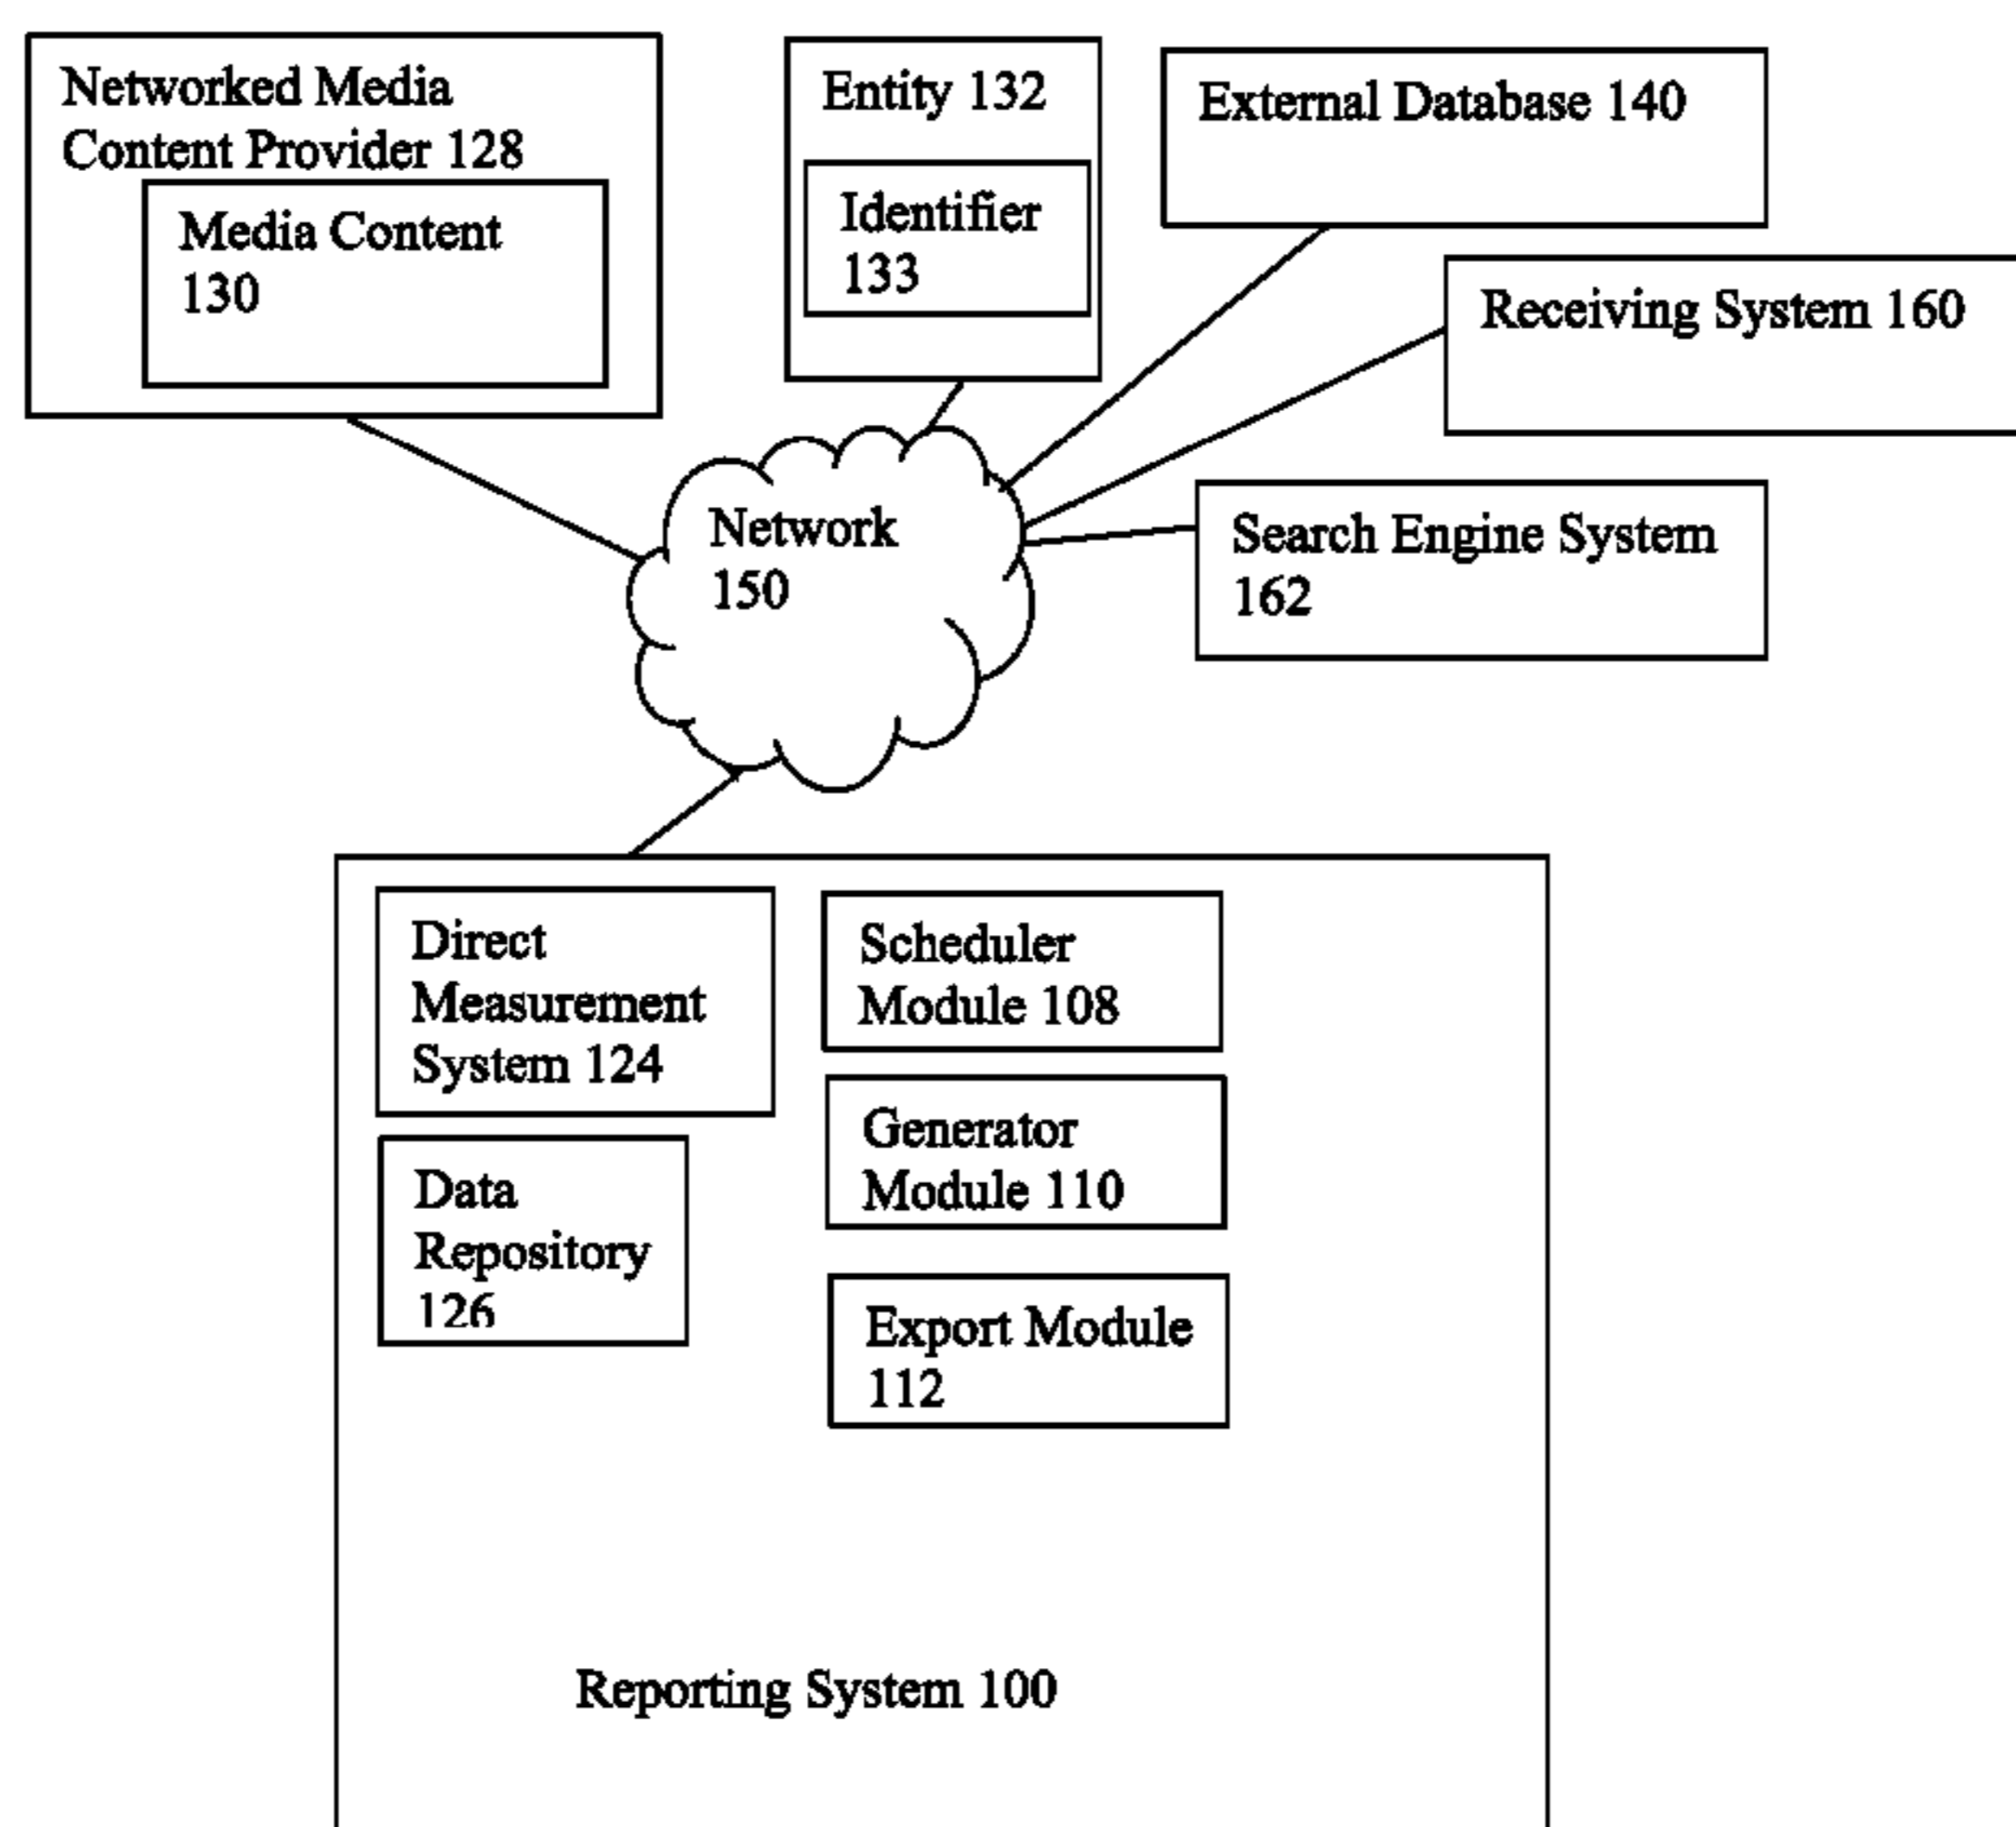 Networked Media
Content Provider 128
Media Content
130
Entity 132
Identifier
133
External Database 140
Receiving System 160
Search Engine System
162
Network
150
Direct
Measurement
System 124
Data
Repository
126
Scheduler
Module 108
Generator
Module 110
Export Module
112
Reporting System 100